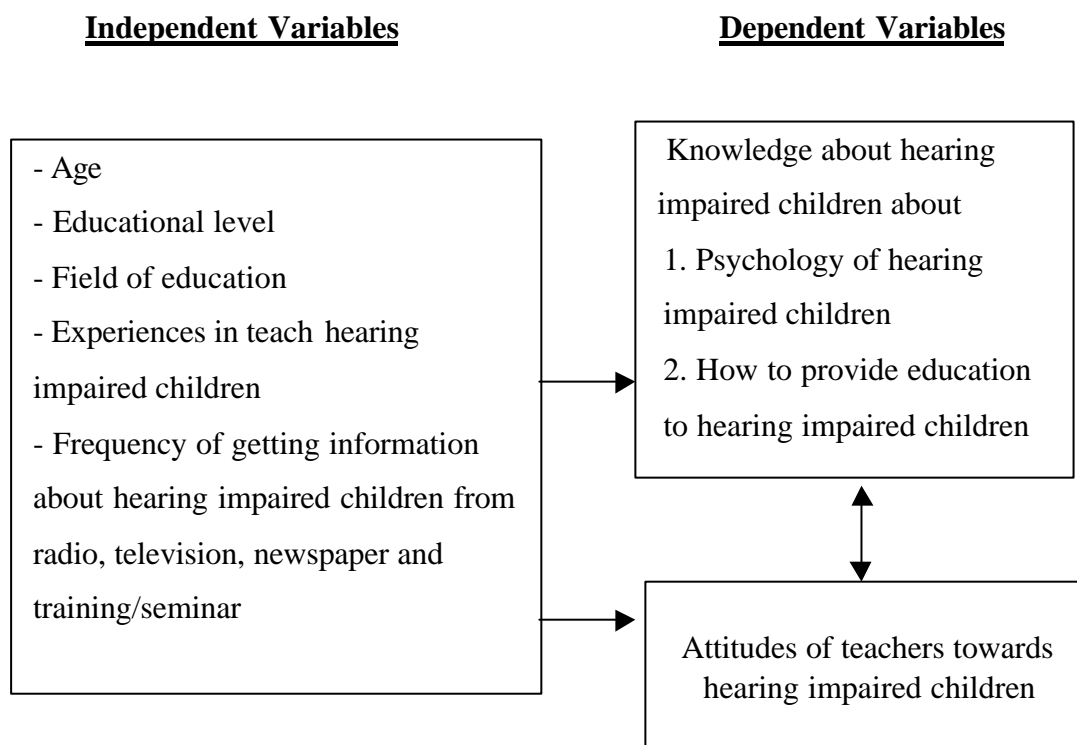 Independent Variables
Dependent Variables
- Age
- Educational level
- Field of education
- Experiences in teach hearing
impaired children
- Frequency of getting information
about hearing impaired children from
radio, television, newspaper and
training/seminar
Knowledge about hearing
impaired children about
1. Psychology of hearing
impaired children
2. How to provide education
to hearing impaired children
Attitudes of teachers towards
hearing impaired children